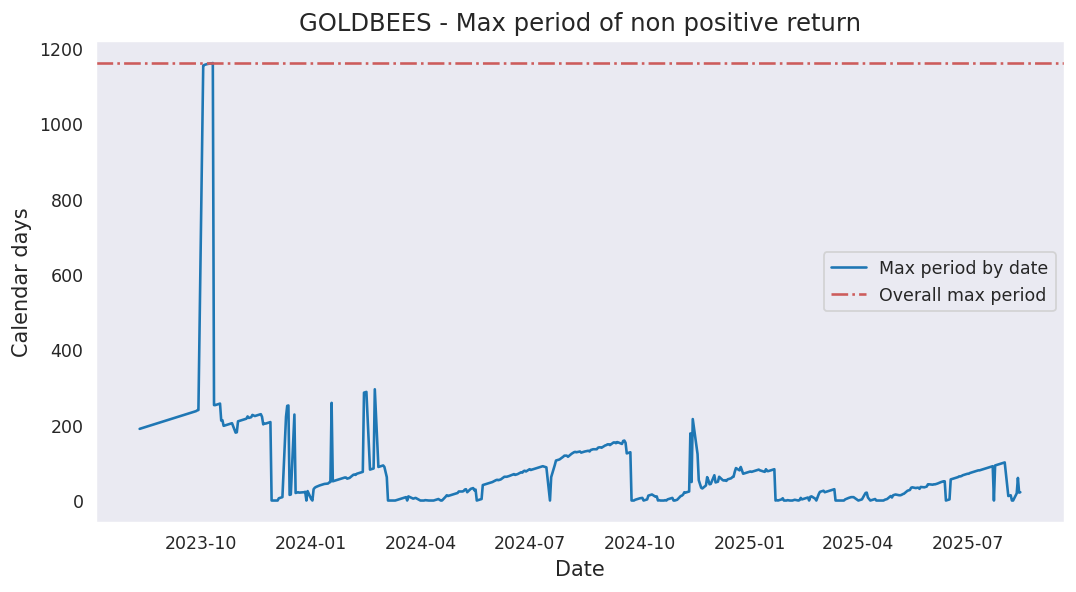 GOLDBEES - Max period of non positive return
1200
1000
800
600
400
200
0
Calendar days
Max period by date
Overall max period
2023-10 2024-01 2024-04 2024-07 2024-10 2025-01 2025-04 2025-07
Date